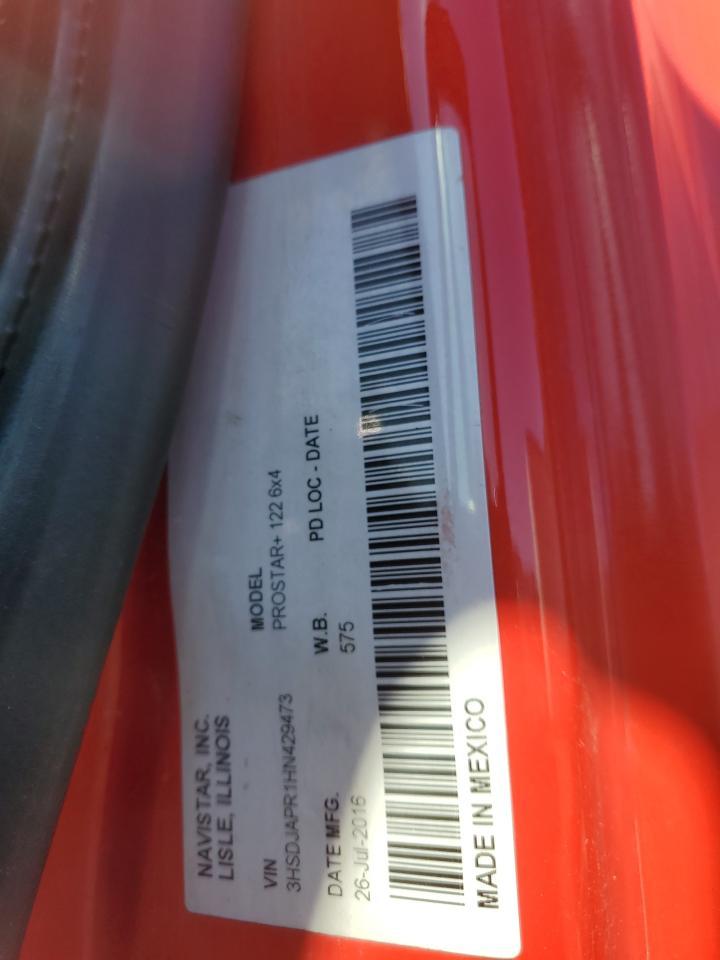 NAVISTAR, INC.
LISLE, ILLINOIS
VIN MODEL
3HSDJAPR1HN429473 PROSTAR+ 122 6x4
DATE MFG. W.B. PD LOC - DATE
26-Jul-2016 575
MADE IN MEXICO